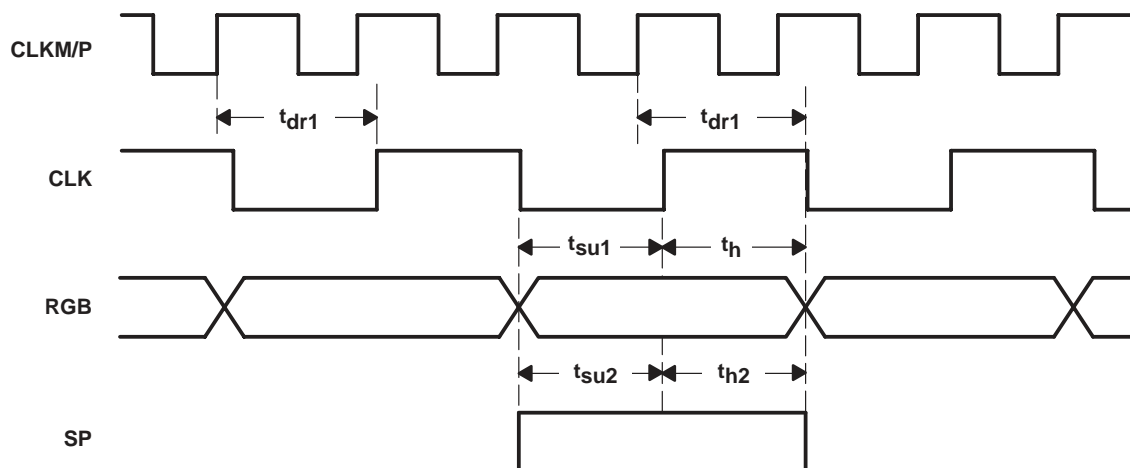 CLKM/P
tdr1 tdr1
CLK
tsu1 th
RGB
tsu2 th2
SP